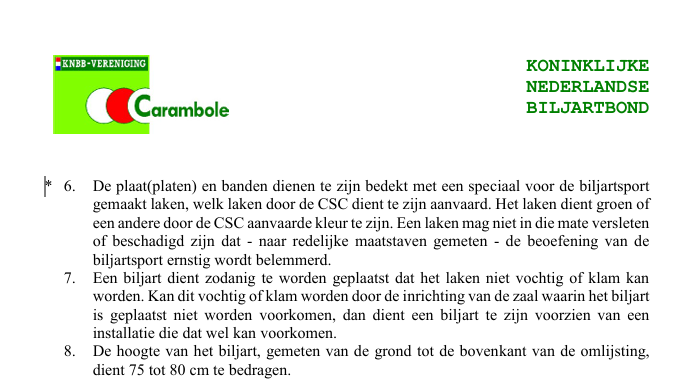 KNBB-VERENIGING
Carambole
KONINKLIJKE
NEDERLANDSE
BILJARTBOND
* 6. De plaat(platen) en banden dienen te zijn bedekt met een speciaal voor de biljartsport
gemaakt laken, welk laken door de CSC dient te zijn aanvaard. Het laken dient groen of
een andere door de CSC aanvaarde kleur te zijn. Een laken mag niet in die mate versleten
of beschadigd zijn dat - naar redelijke maatstaven gemeten - de beoefening van de
biljartsport ernstig wordt belemmerd.
7. Een biljart dient zodanig te worden geplaatst dat het laken niet vochtig of klam kan
worden. Kan dit vochtig of klam worden door de inrichting van de zaal waarin het biljart
is geplaatst niet worden voorkomen, dan dient een biljart te zijn voorzien van een
installatie die dat wel kan voorkomen.
8. De hoogte van het biljart, gemeten van de grond tot de bovenkant van de omlijsting,
dient 75 tot 80 cm te bedragen.